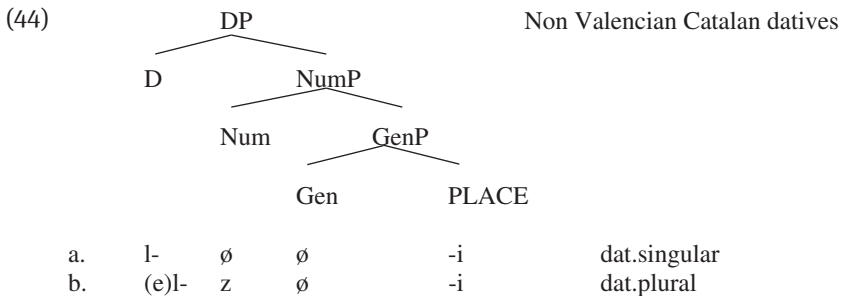 (44) DP Non Valencian Catalan datives
D NumP
Num GenP
Gen PLACE
a. l- ø ø -i dat.singular
b. (e)l- z ø -i dat.plural